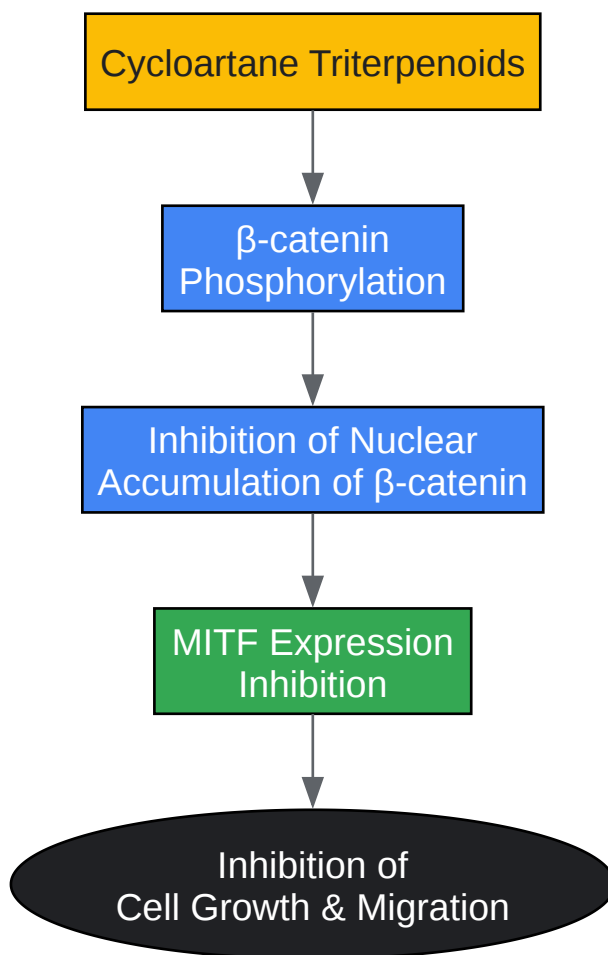 Cycloartane Triterpenoids
β-catenin
Phosphorylation
Inhibition of Nuclear
Accumulation of β-catenin
MITF Expression
Inhibition
Inhibition of
Cell Growth & Migration